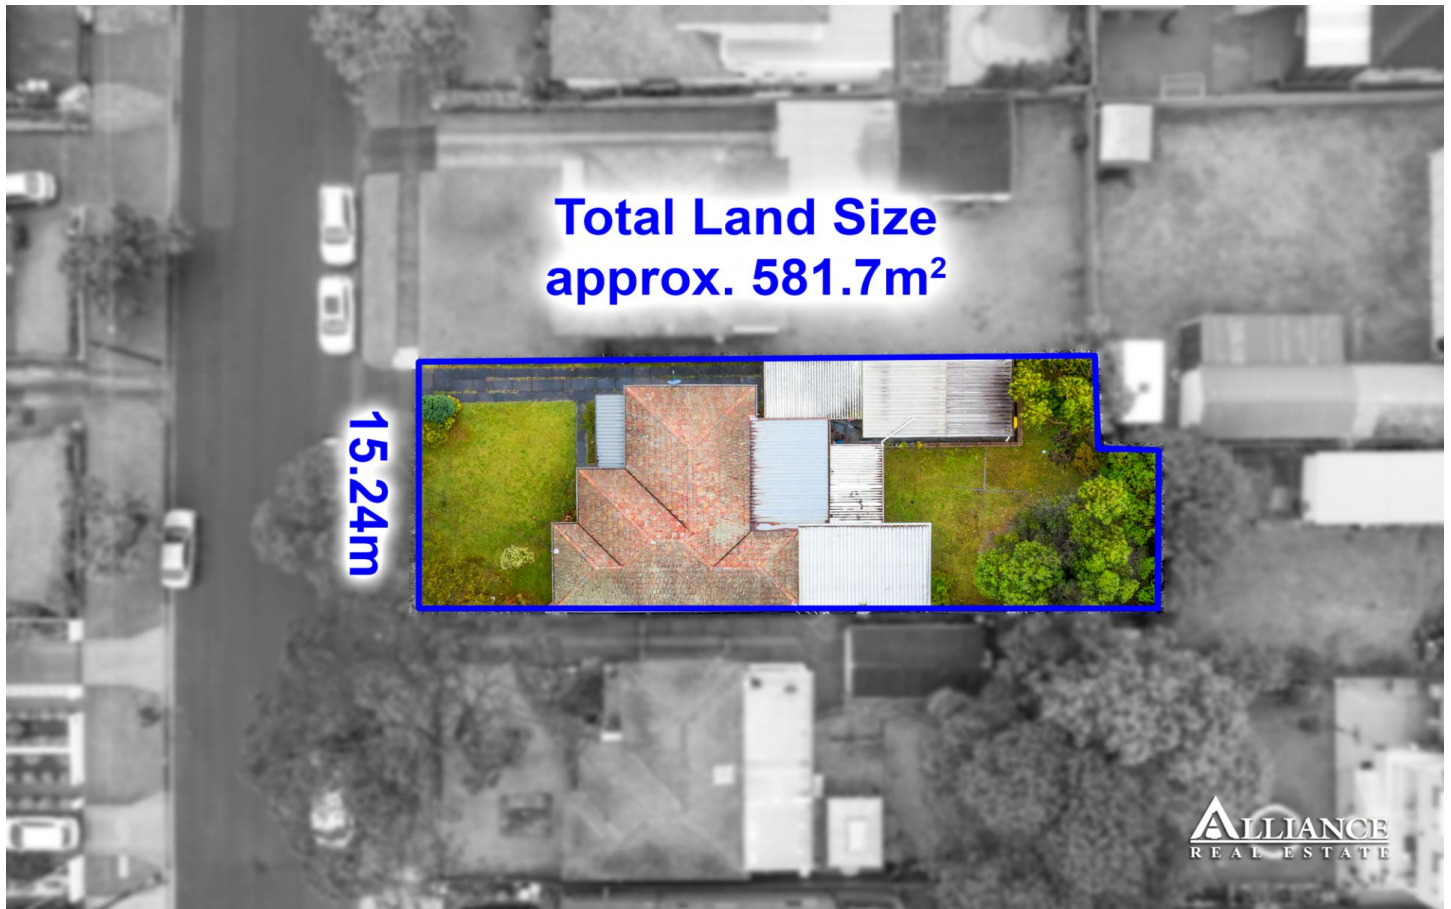 Total Land Size
approx. 581.7m²
15.24m
ALLIANCE
REAL ESTATE